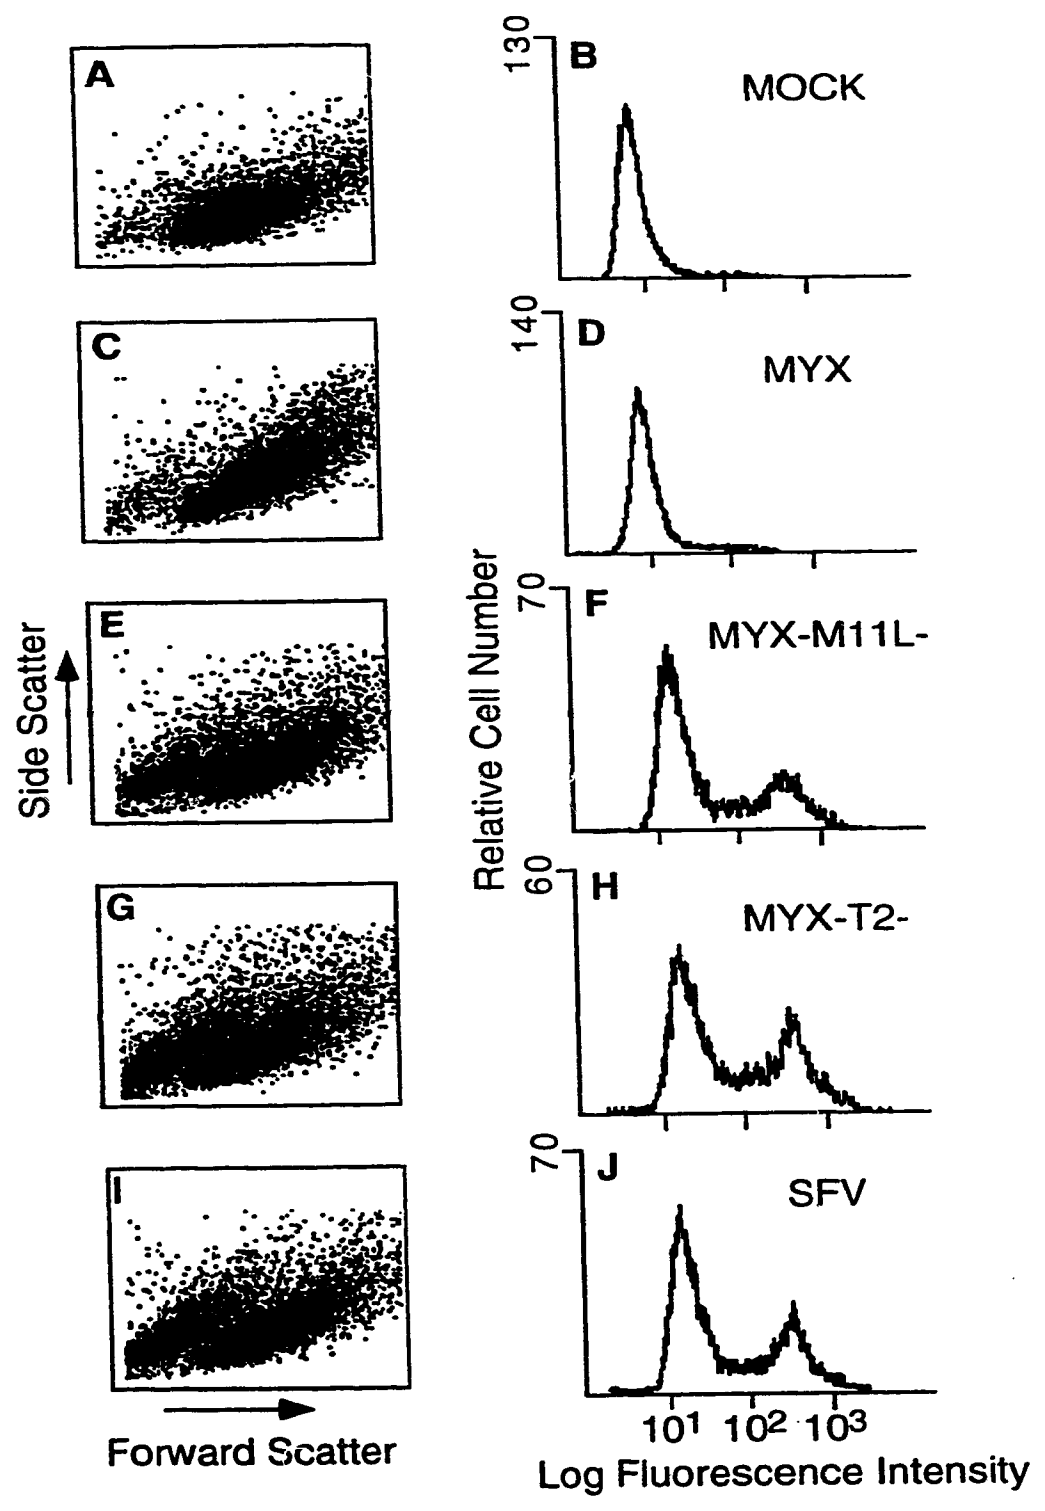 A
130
B
MOCK
C
140
D
MYX
E
70
F
MYX-M11L-
G
60
H
MYX-T2-
I
70
J
SFV
Side Scatter
Forward Scatter
Relative Cell Number
10¹ 10² 10³
Log Fluorescence Intensity